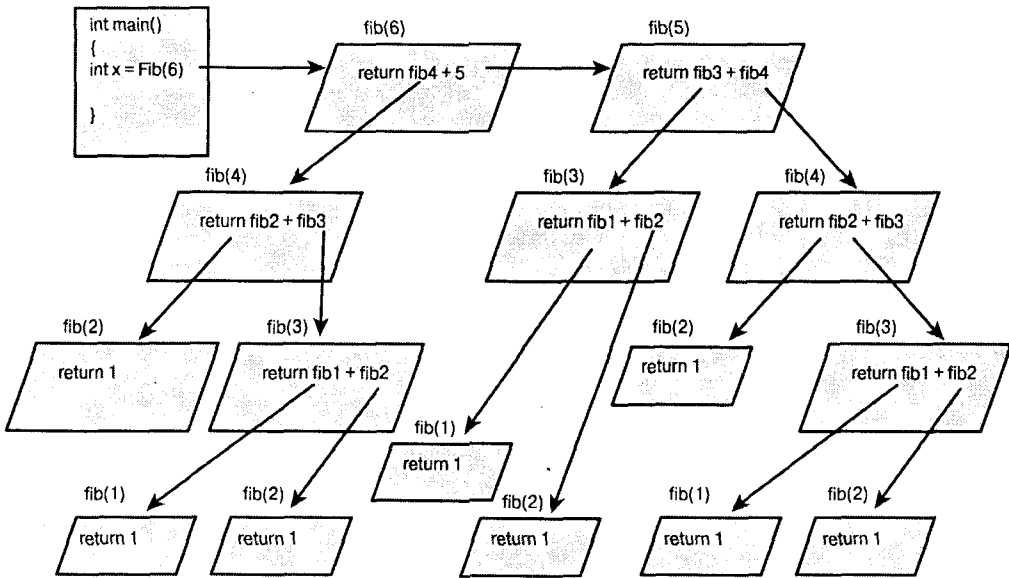 int main()
{
int x = Fib(6)
}
fib(6)
return fib4 + 5
fib(5)
return fib3 + fib4
fib(4)
return fib2 + fib3
fib(3)
return fib1 + fib2
fib(4)
return fib2 + fib3
fib(2)
return 1
fib(3)
return fib1 + fib2
fib(2)
return 1
fib(3)
return fib1 + fib2
fib(1)
return 1
fib(1)
return 1
fib(2)
return 1
fib(2)
return 1
fib(1)
return 1
fib(2)
return 1